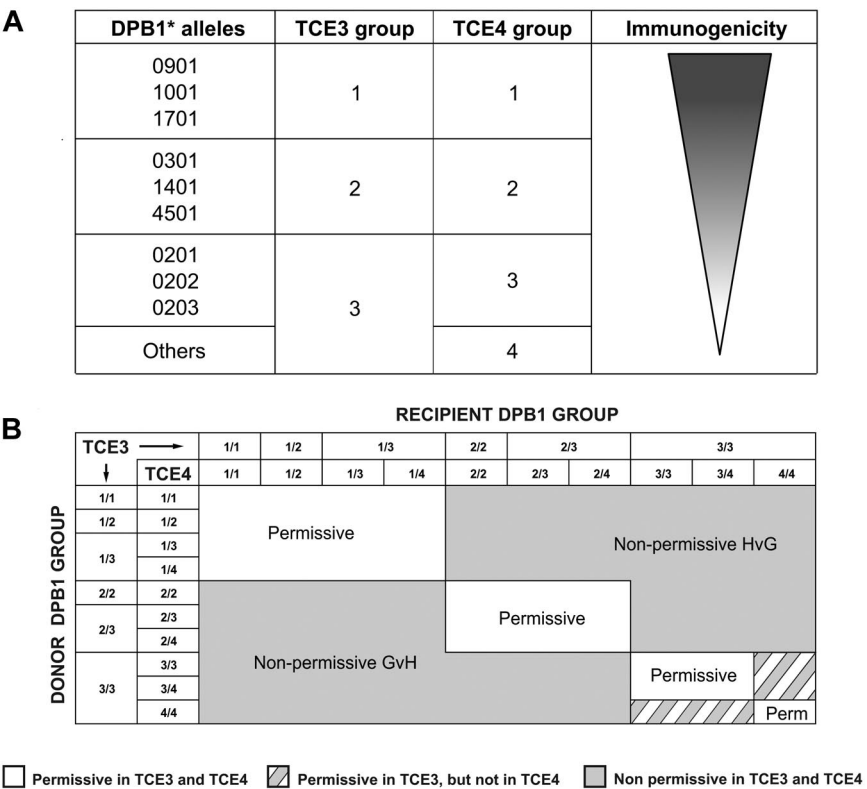 A
DPB1* alleles TCE3 group TCE4 group Immunogenicity
0901
1001 1 1
1701
0301
1401 2 2
4501
0201
0202 3
0203
3
Others 4
B
RECIPIENT DPB1 GROUP
TCE3 1/1 1/2 1/3 2/2 2/3 3/3
TCE4 1/1 1/2 1/3 1/4 2/2 2/3 2/4 3/3 3/4 4/4
DONOR DPB1 GROUP
1/1 1/1
1/2 1/2
Permissive
1/3 1/3
Non-permissive HvG
1/4
2/2 2/2
2/3 2/3
Permissive
2/4
3/3 3/3
Non-permissive GvH
Permissive
3/4
4/4
Perm
Permissive in TCE3 and TCE4 Permissive in TCE3, but not in TCE4 Non permissive in TCE3 and TCE4